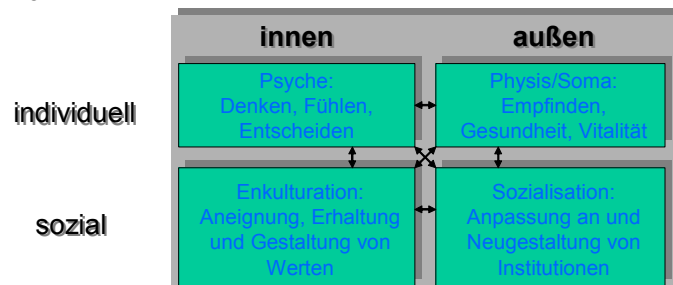 innen
außen
individuell
Psyche:
Denken, Fühlen,
Entscheiden
Physis/Soma:
Empfinden,
Gesundheit, Vitalität
sozial
Enkulturation:
Aneignung, Erhaltung
und Gestaltung von
Werten
Sozialisation:
Anpassung an und
Neugestaltung von
Institutionen